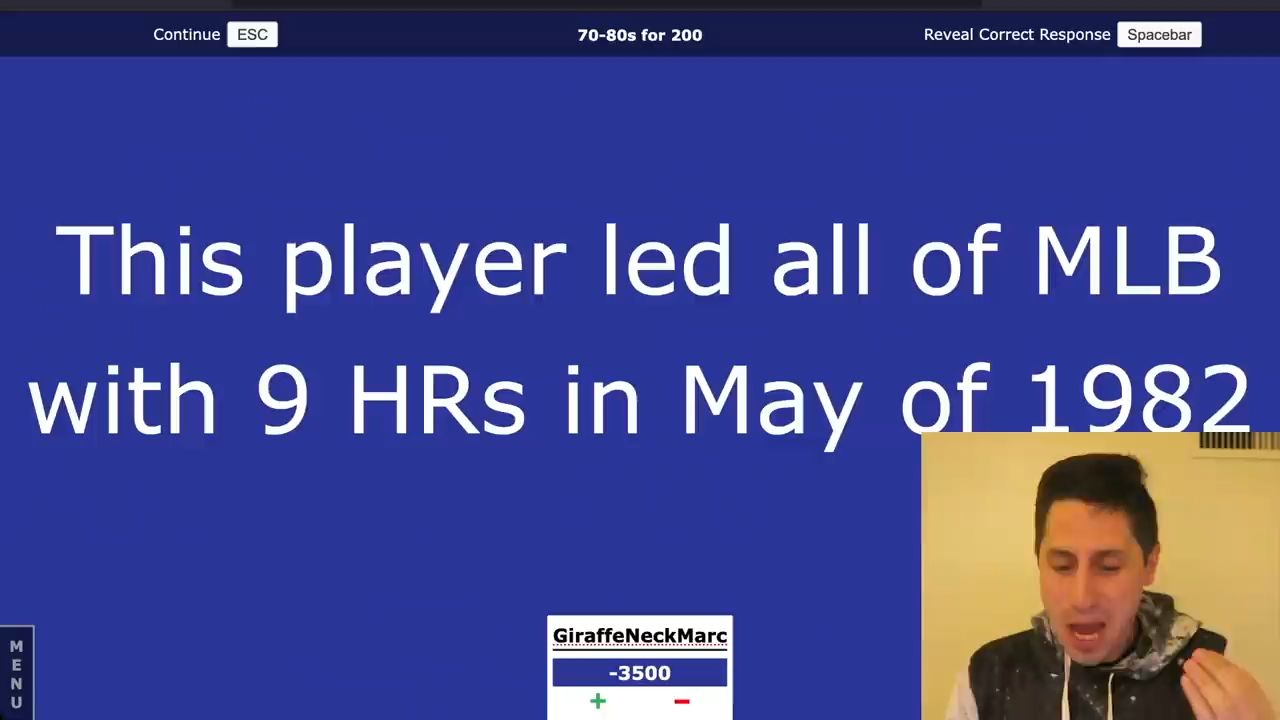 Continue ESC
70-80s for 200
Reveal Correct Response Spacebar
This player led all of MLB
with 9 HRs in May of 1982
MENU
GiraffeNeckMarc
-3500
+ −